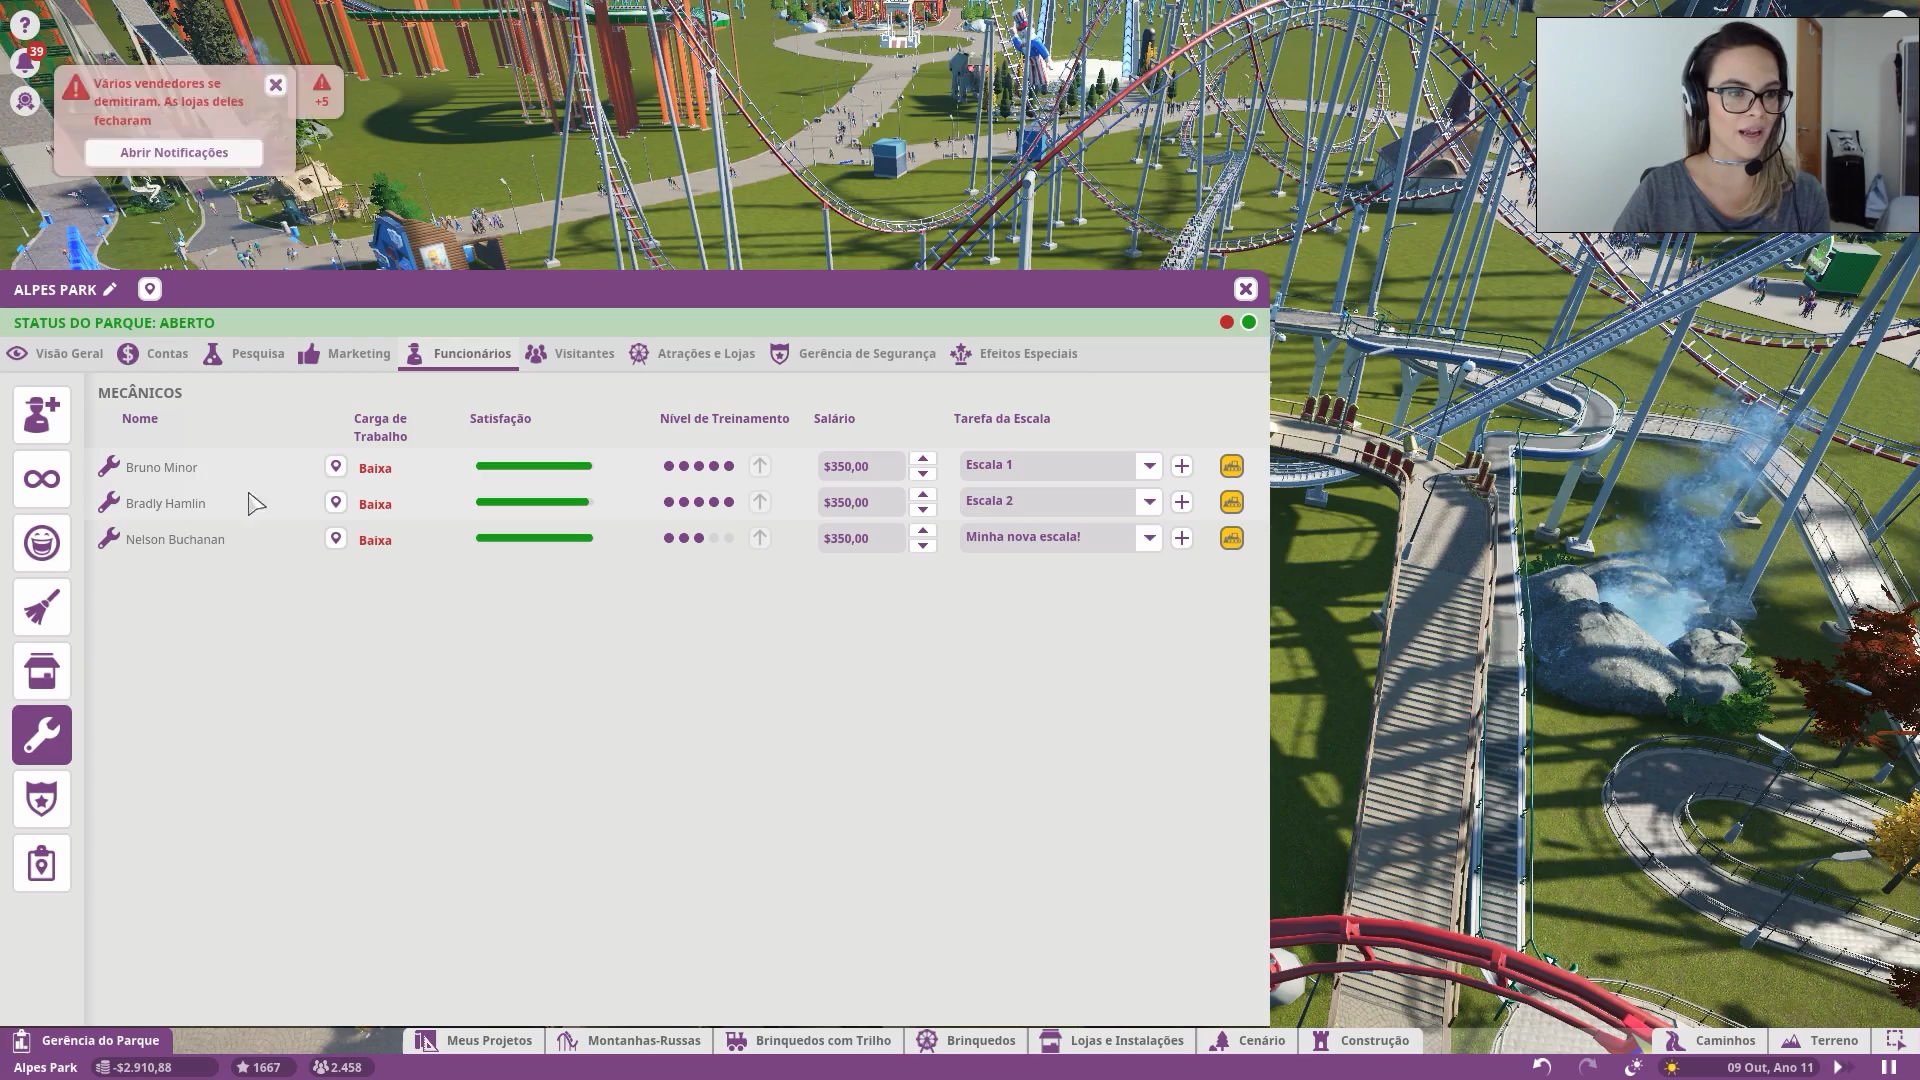 ?
39
Vários vendedores se
demitiram. As lojas deles
fecharam
+5
Abrir Notificações
ALPES PARK
STATUS DO PARQUE: ABERTO
Visão Geral
Contas
Pesquisa
Marketing
Funcionários
Visitantes
Atrações e Lojas
Gerência de Segurança
Efeitos Especiais
MECÂNICOS
Nome
Carga de
Trabalho
Satisfação
Nível de Treinamento
Salário
Tarefa da Escala
Bruno Minor
Baixa
$350,00
Escala 1
Bradly Hamlin
Baixa
$350,00
Escala 2
Nelson Buchanan
Baixa
$350,00
Minha nova escala!
Gerência do Parque
Meus Projetos
Montanhas-Russas
Brinquedos com Trilho
Brinquedos
Lojas e Instalações
Cenário
Construção
Caminhos
Terreno
Alpes Park
-$2.910,88
1667
2.458
09 Out, Ano 11